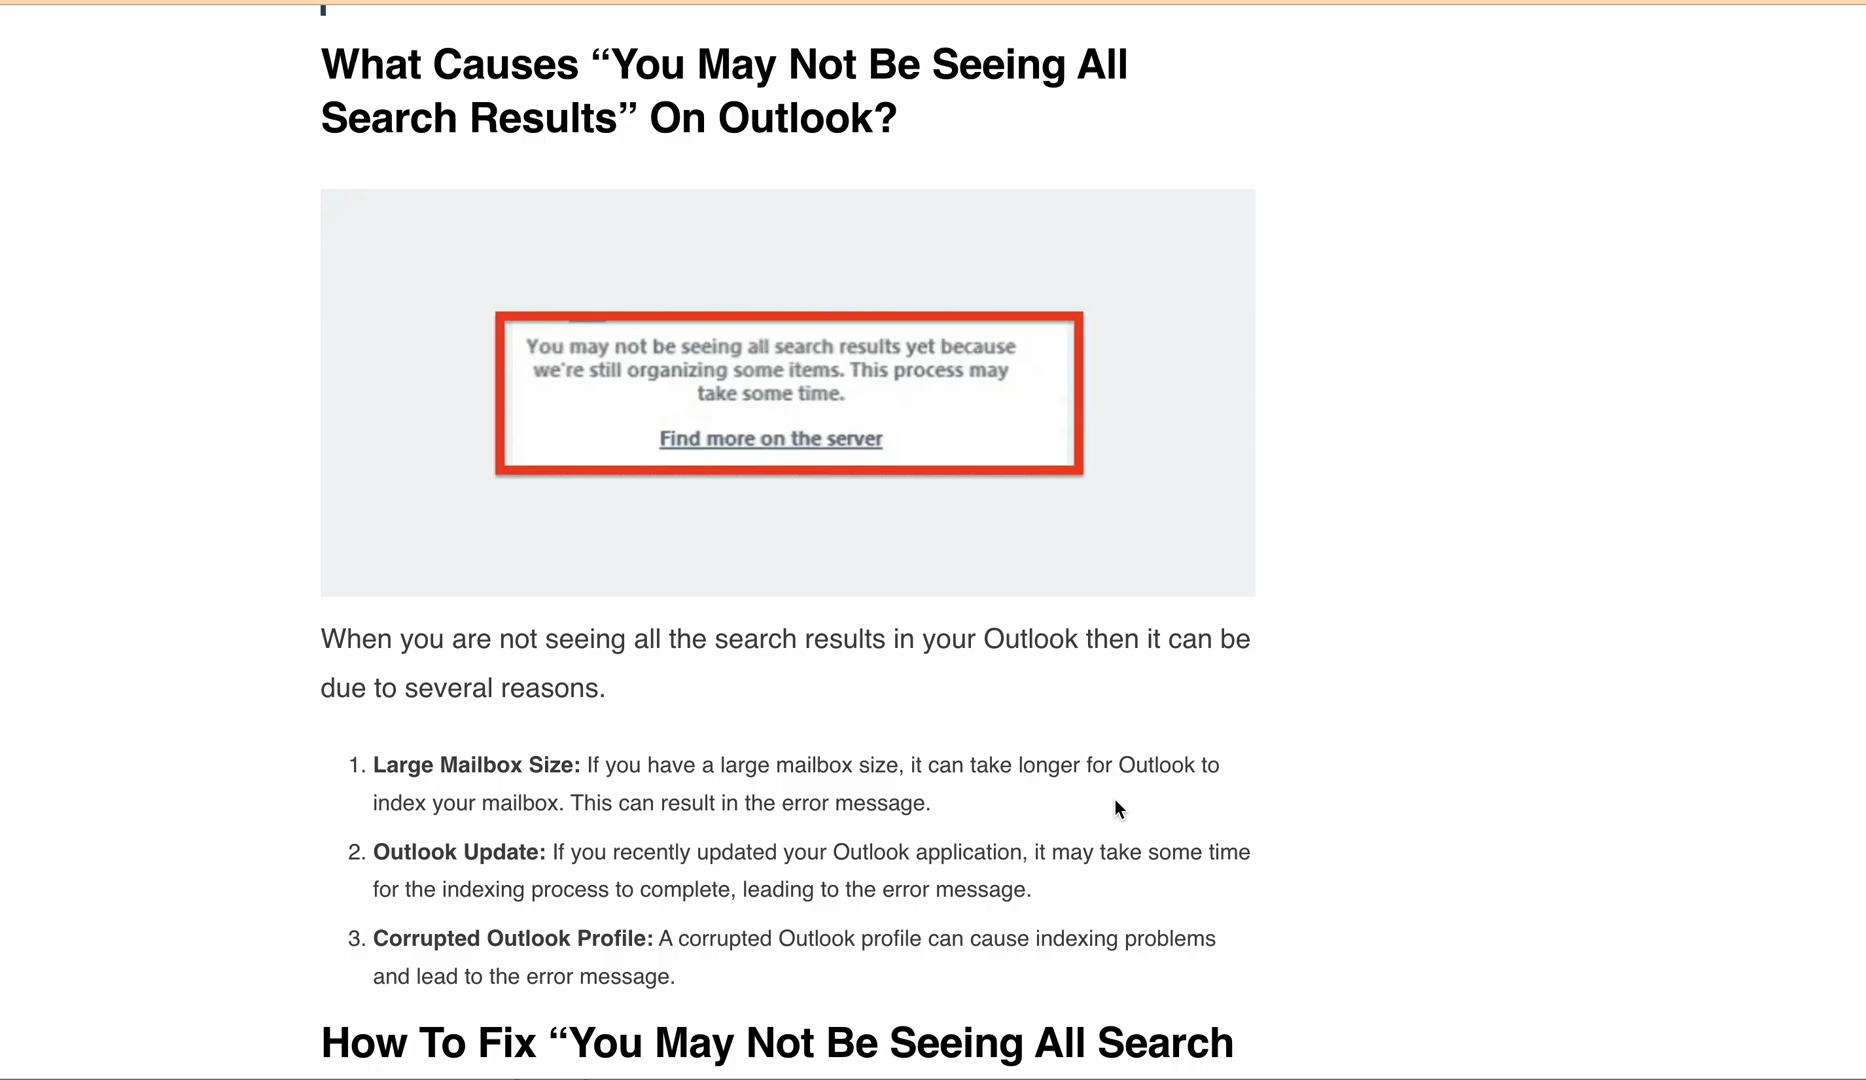 What Causes “You May Not Be Seeing All
Search Results” On Outlook?
You may not be seeing all search results yet because
we're still organizing some items. This process may
take some time.
Find more on the server
When you are not seeing all the search results in your Outlook then it can be
due to several reasons.
1. Large Mailbox Size: If you have a large mailbox size, it can take longer for Outlook to
index your mailbox. This can result in the error message.
2. Outlook Update: If you recently updated your Outlook application, it may take some time
for the indexing process to complete, leading to the error message.
3. Corrupted Outlook Profile: A corrupted Outlook profile can cause indexing problems
and lead to the error message.
How To Fix “You May Not Be Seeing All Search